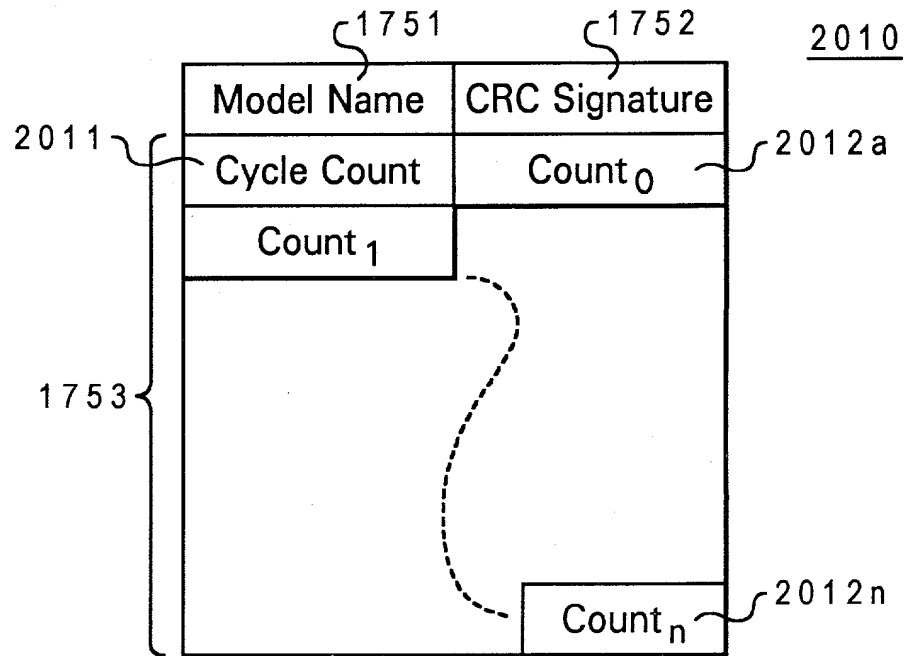 1751 1752 2010
Model Name CRC Signature
2011 Cycle Count Count₀ 2012a
Count₁
1753
Countₙ 2012n